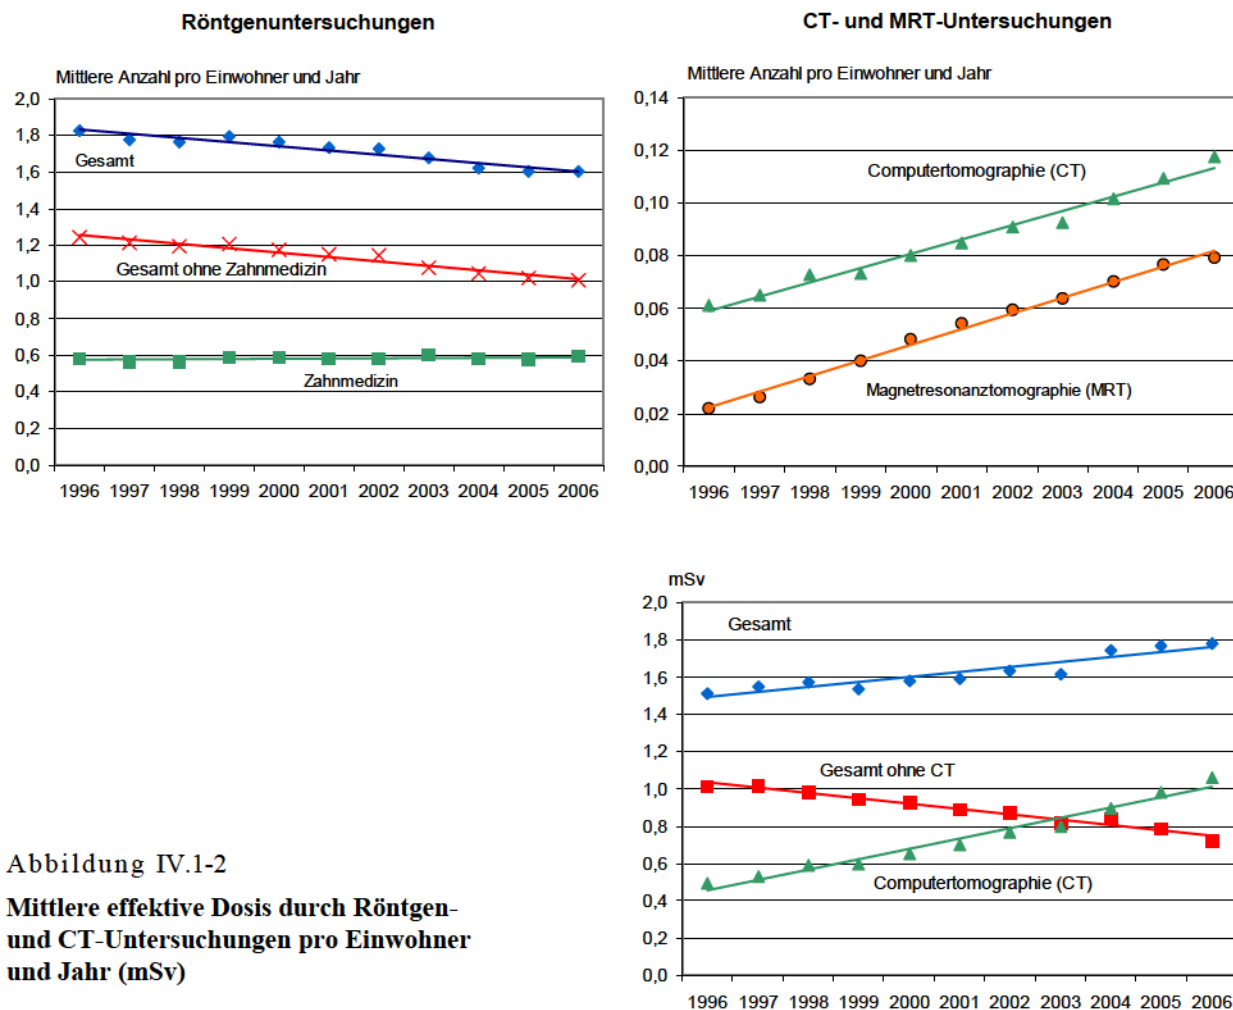 Röntgenuntersuchungen
Mittlere Anzahl pro Einwohner und Jahr
2,0
1,8
1,6
1,4
1,2
1,0
0,8
0,6
0,4
0,2
0,0
Gesamt
Gesamt ohne Zahnmedizin
Zahnmedizin
1996 1997 1998 1999 2000 2001 2002 2003 2004 2005 2006
CT- und MRT-Untersuchungen
Mittlere Anzahl pro Einwohner und Jahr
0,14
0,12
0,10
0,08
0,06
0,04
0,02
0,00
Computertomographie (CT)
Magnetresonanztomographie (MRT)
1996 1997 1998 1999 2000 2001 2002 2003 2004 2005 2006
mSv
2,0
1,8
1,6
1,4
1,2
1,0
0,8
0,6
0,4
0,2
0,0
Gesamt
Gesamt ohne CT
Computertomographie (CT)
1996 1997 1998 1999 2000 2001 2002 2003 2004 2005 2006
Abbildung IV.1-2
Mittlere effektive Dosis durch Röntgen-
und CT-Untersuchungen pro Einwohner
und Jahr (mSv)